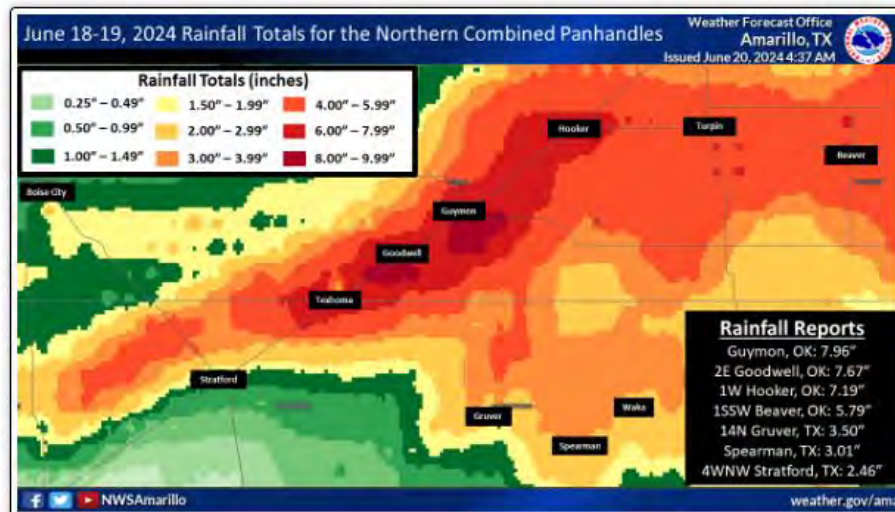 June 18-19, 2024 Rainfall Totals for the Northern Combined Panhandles
Weather Forecast Office
Amarillo,TX
Issued June 20, 2024 4:37 AM
Rainfall Totals (inches)
0.25” – 0.49”
1.50” – 1.99”
4.00” – 5.99”
0.50” – 0.99”
2.00” – 2.99”
6.00” – 7.99”
1.00” – 1.49”
3.00” – 3.99”
8.00” – 9.99”
Hooker
Turpin
Beaver
Boise City
Guymon
Goodwell
Texhoma
Stratford
Gruver
Waka
Spearman
Rainfall Reports
Guymon, OK: 7.96”
2E Goodwell, OK: 7.67”
1W Hooker, OK: 7.19”
1SSW Beaver, OK: 5.79”
14N Gruver, TX: 3.50”
Spearman, TX: 3.01”
4WNW Stratford, TX: 2.46”
NWSAmarillo
weather.gov/ama